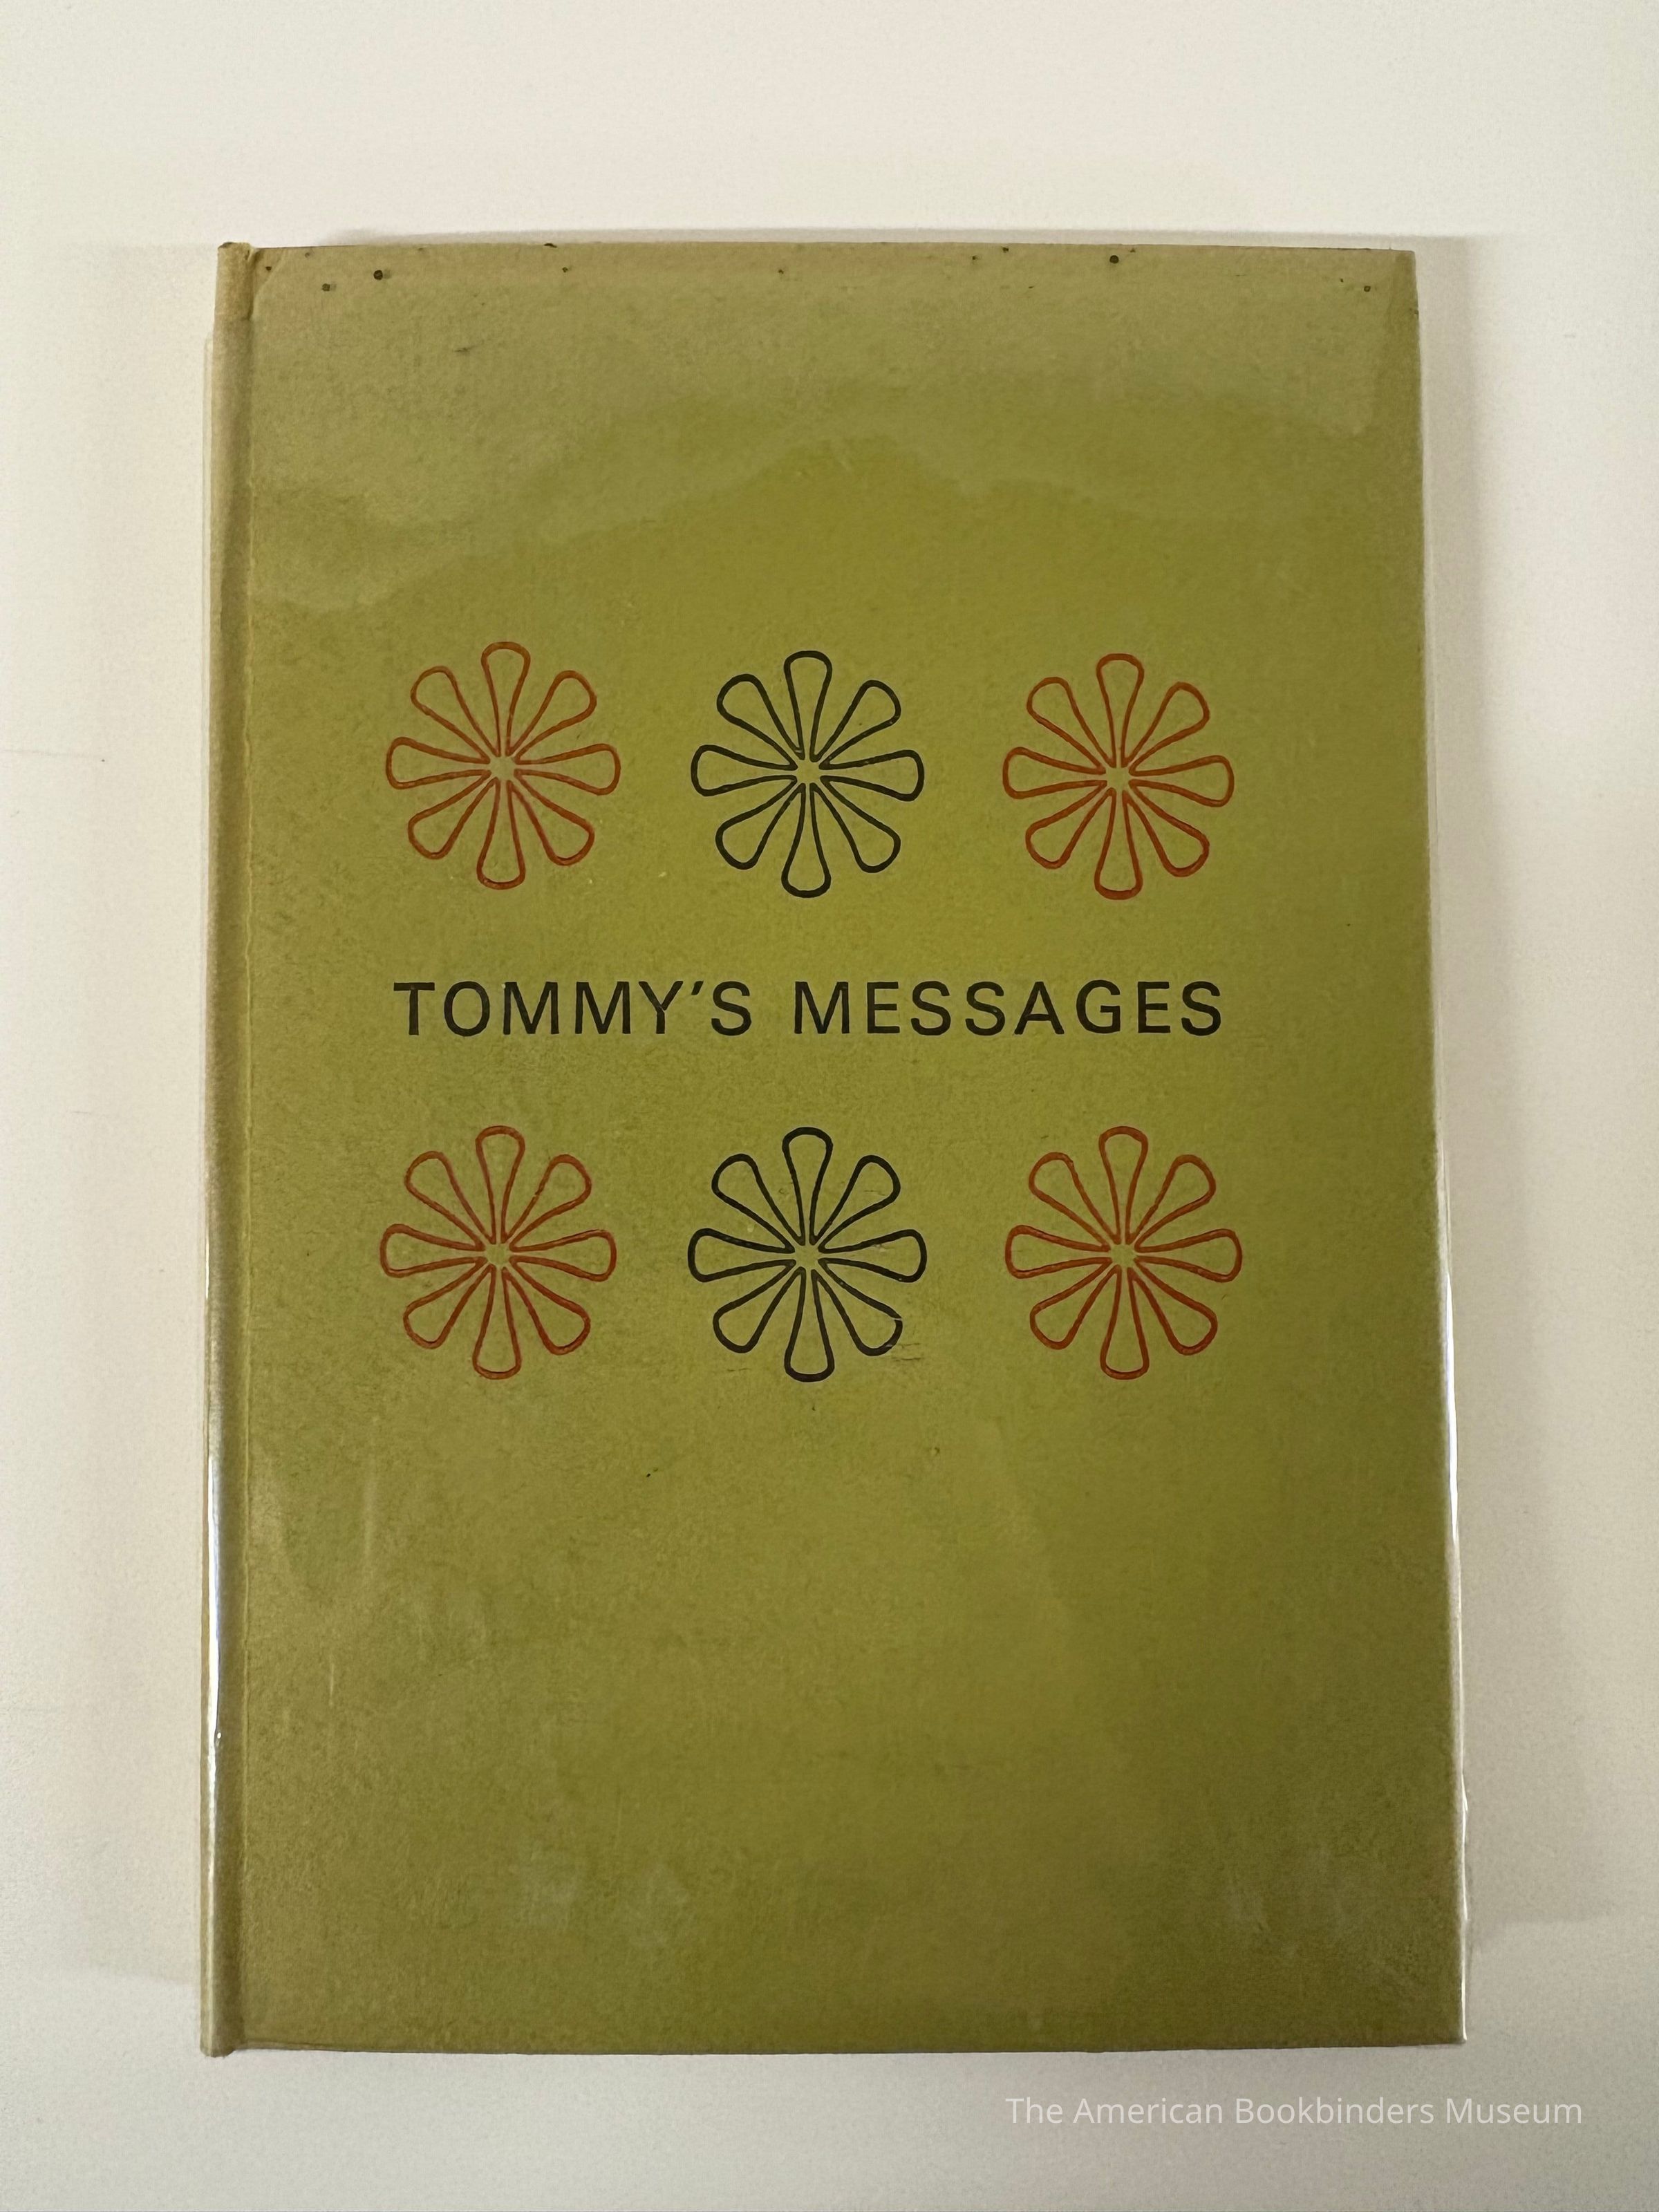 TOMMY'S MESSAGES
The American Bookbinders Museum